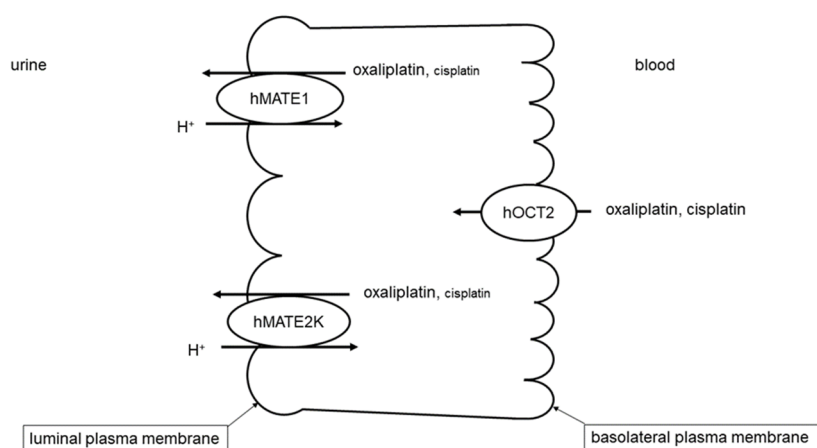 urine
blood
oxaliplatin, cisplatin
hMATE1
H⁺
hOCT2
oxaliplatin, cisplatin
oxaliplatin, cisplatin
hMATE2K
H⁺
luminal plasma membrane
basolateral plasma membrane